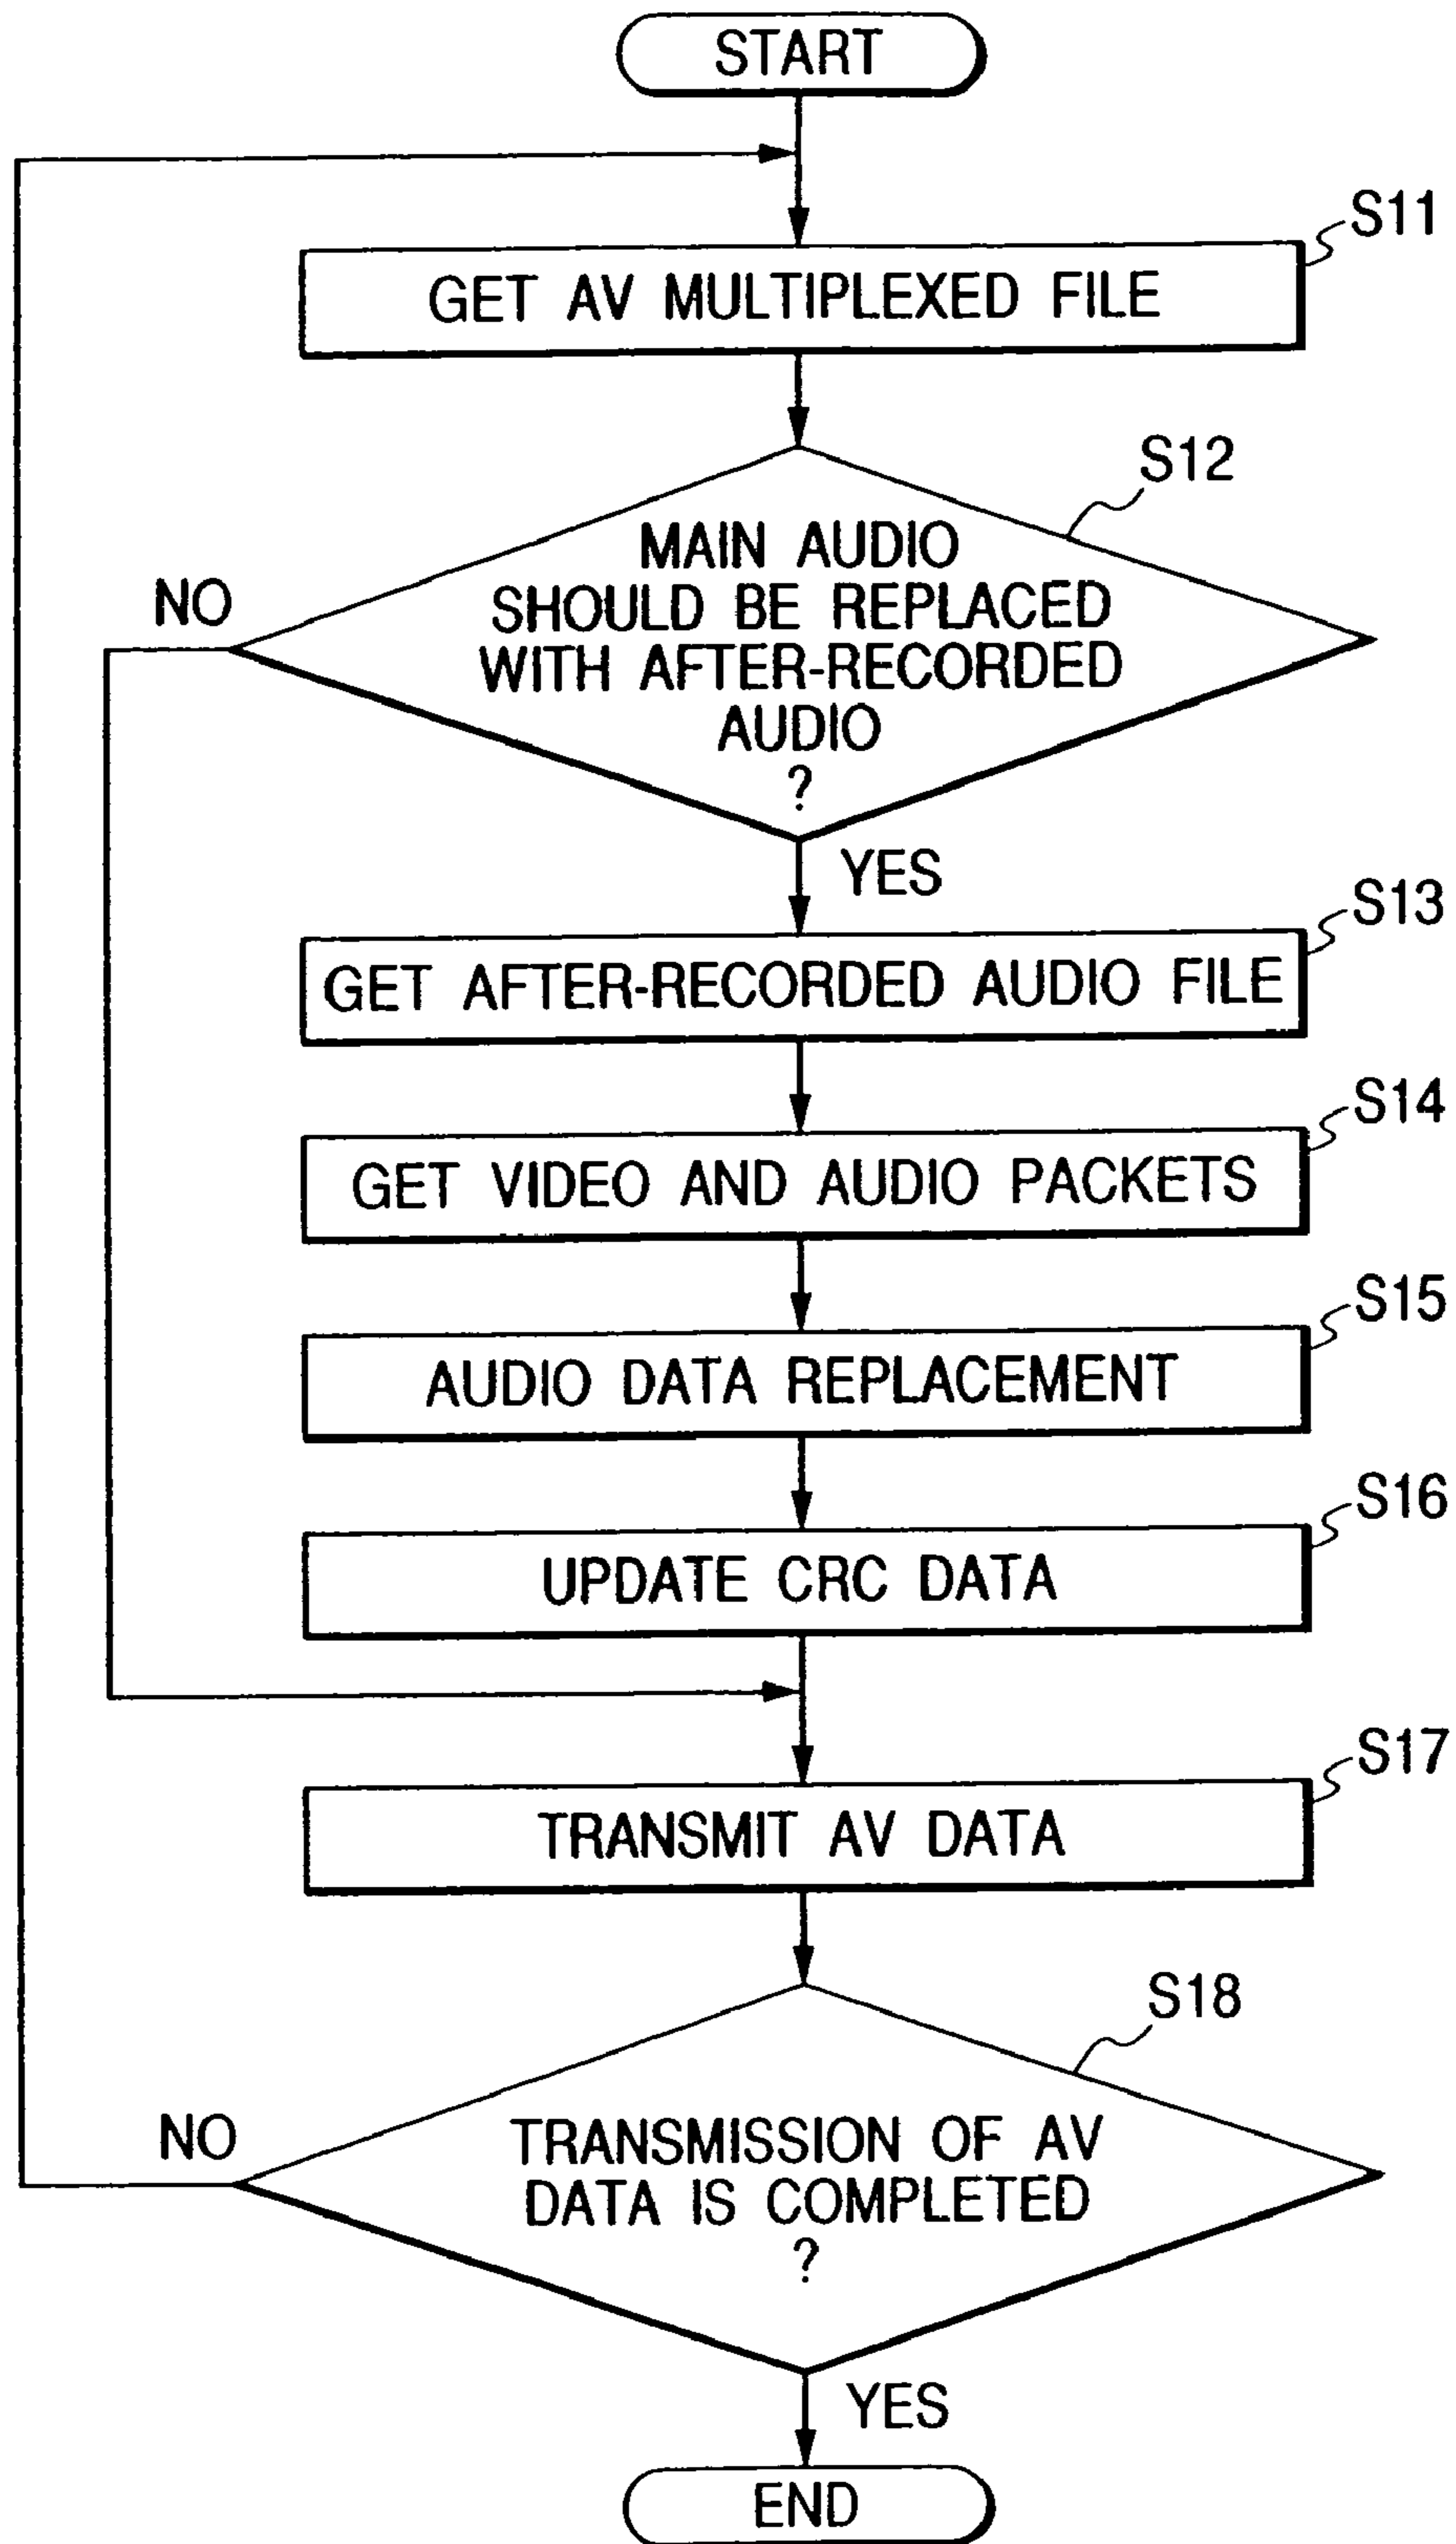 START
S11
GET AV MULTIPLEXED FILE
S12
MAIN AUDIO
SHOULD BE REPLACED
WITH AFTER-RECORDED
AUDIO
?
NO
YES
S13
GET AFTER-RECORDED AUDIO FILE
S14
GET VIDEO AND AUDIO PACKETS
S15
AUDIO DATA REPLACEMENT
S16
UPDATE CRC DATA
S17
TRANSMIT AV DATA
S18
TRANSMISSION OF AV
DATA IS COMPLETED
?
NO
YES
END